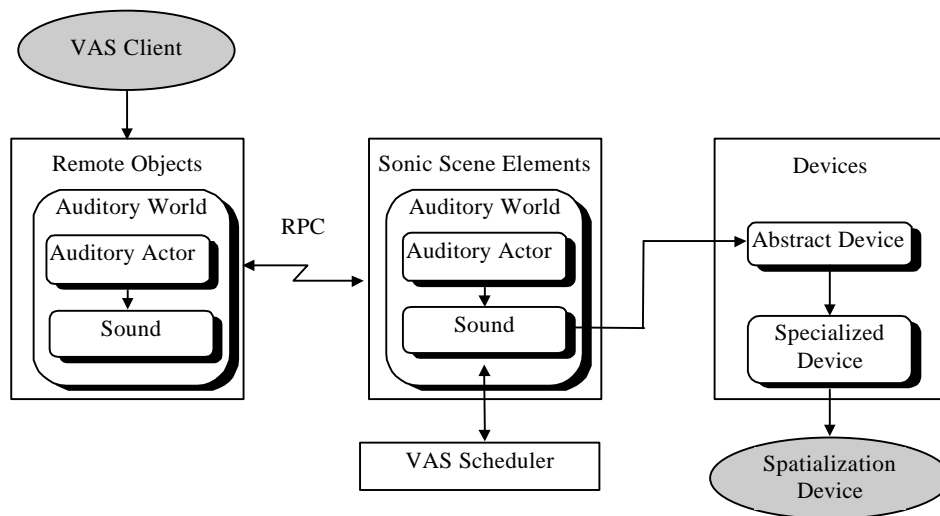 VAS Client
Remote Objects
Auditory World
Auditory Actor
Sound
RPC
Sonic Scene Elements
Auditory World
Auditory Actor
Sound
VAS Scheduler
Devices
Abstract Device
Specialized
Device
Spatialization
Device